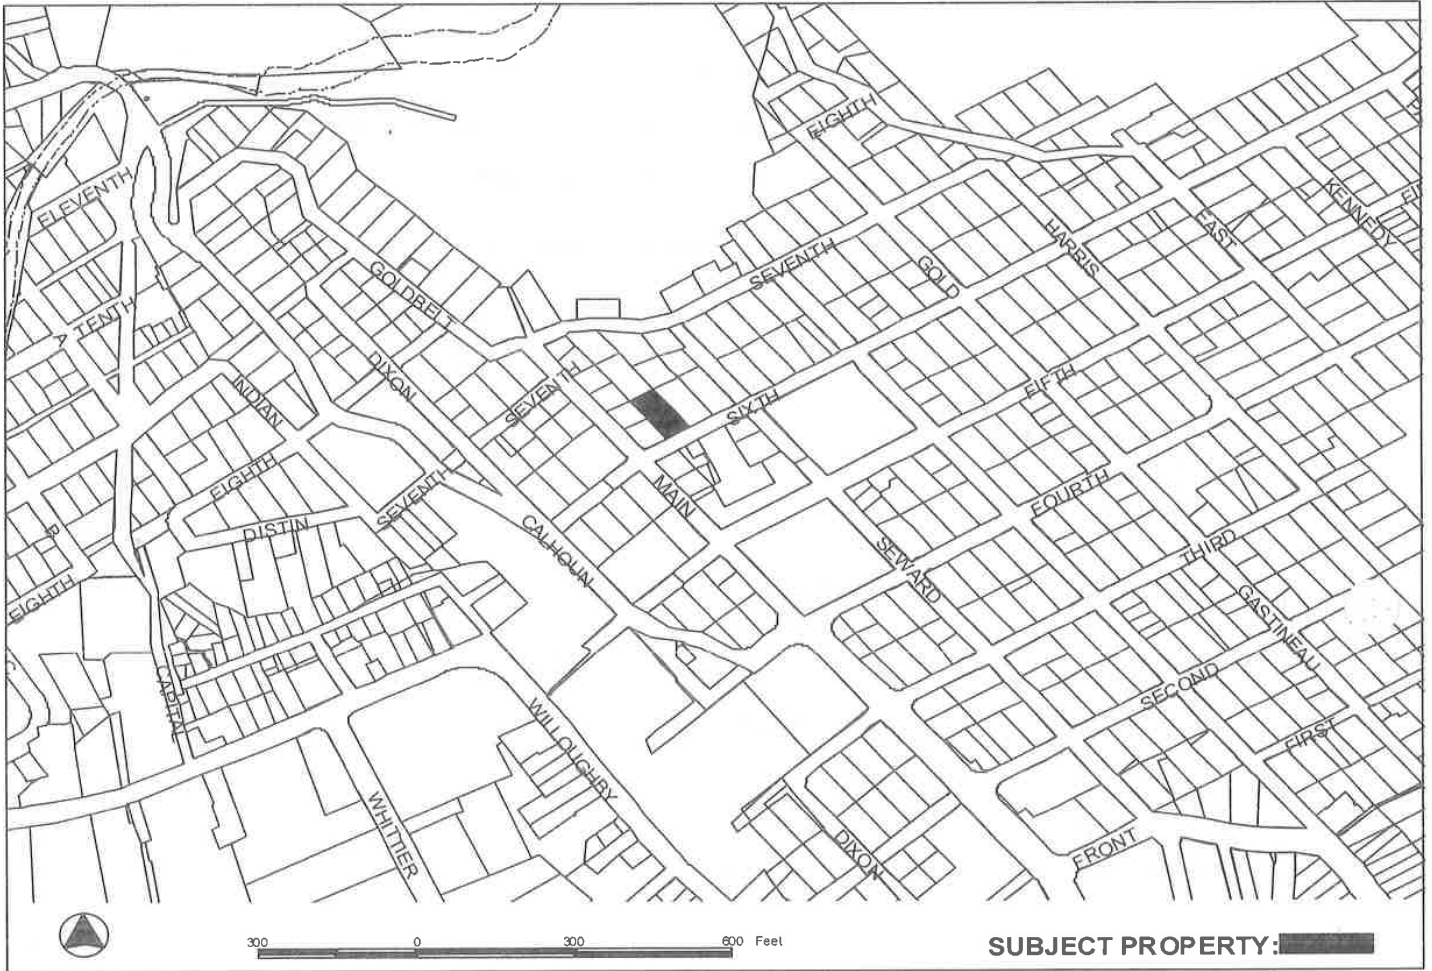 EIGHTH
ELEVENTH
KENNEDY
EAST
HARRIS
SEVENTH
GOLD
GOLDBELT
A
TENTH
DIXON
SEVENTH
INDIAN
FIFTH
SIXTH
EIGHTH
SEVENTH
MAIN
FOURTH
DISTIN
CALHOUN
SEWARD
THIRD
B
EIGHTH
GASTINEAU
SECOND
CAPITAL
WILLOUGHBY
FIRST
WHITTIER
DIXON
FRONT
300 0 300 600 Feet
SUBJECT PROPERTY: